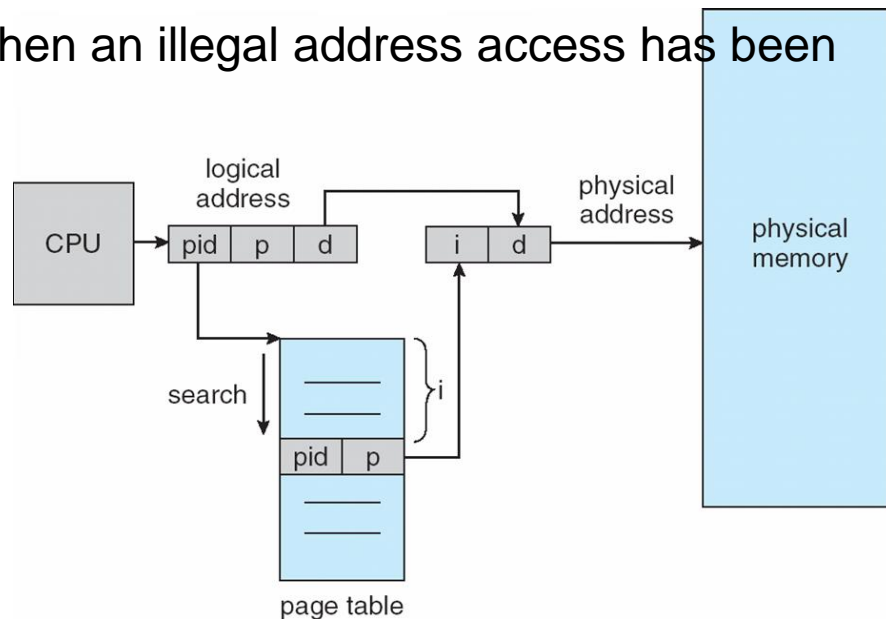 hen an illegal address access has been
logical
address
physical
address
CPU
pid p d
i d
physical
memory
search
i
pid p
page table